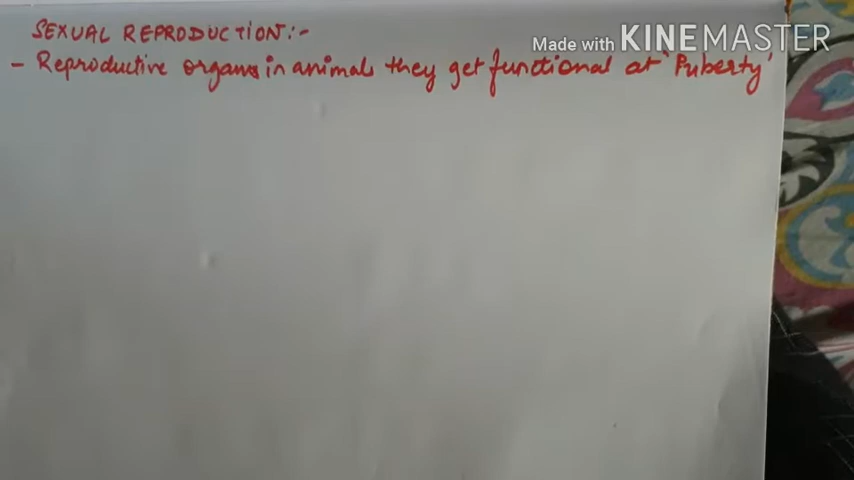 SEXUAL REPRODUCTION:-
Made with KINEMASTER
- Reproductive organs in animals they get functional at 'Puberty'